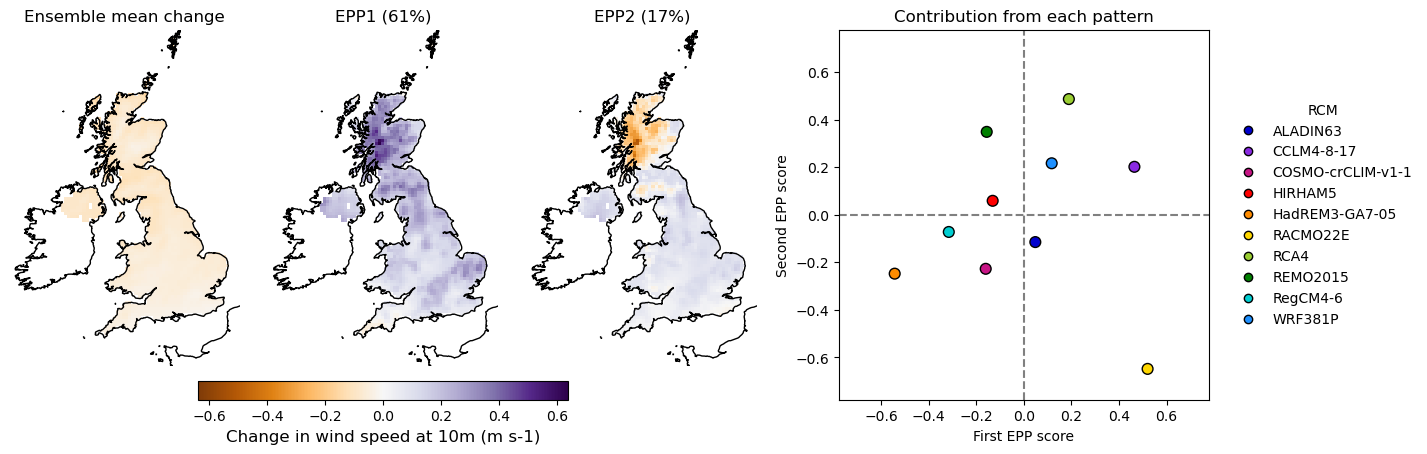 Ensemble mean change
EPP1 (61%)
EPP2 (17%)
Contribution from each pattern
−0.6 −0.4 −0.2 0.0 0.2 0.4 0.6
Change in wind speed at 10m (m s-1)
Second EPP score
0.6
0.4
0.2
0.0
−0.2
−0.4
−0.6
−0.6 −0.4 −0.2 0.0 0.2 0.4 0.6
First EPP score
RCM
ALADIN63
CCLM4-8-17
COSMO-crCLIM-v1-1
HIRHAM5
HadREM3-GA7-05
RACMO22E
RCA4
REMO2015
RegCM4-6
WRF381P